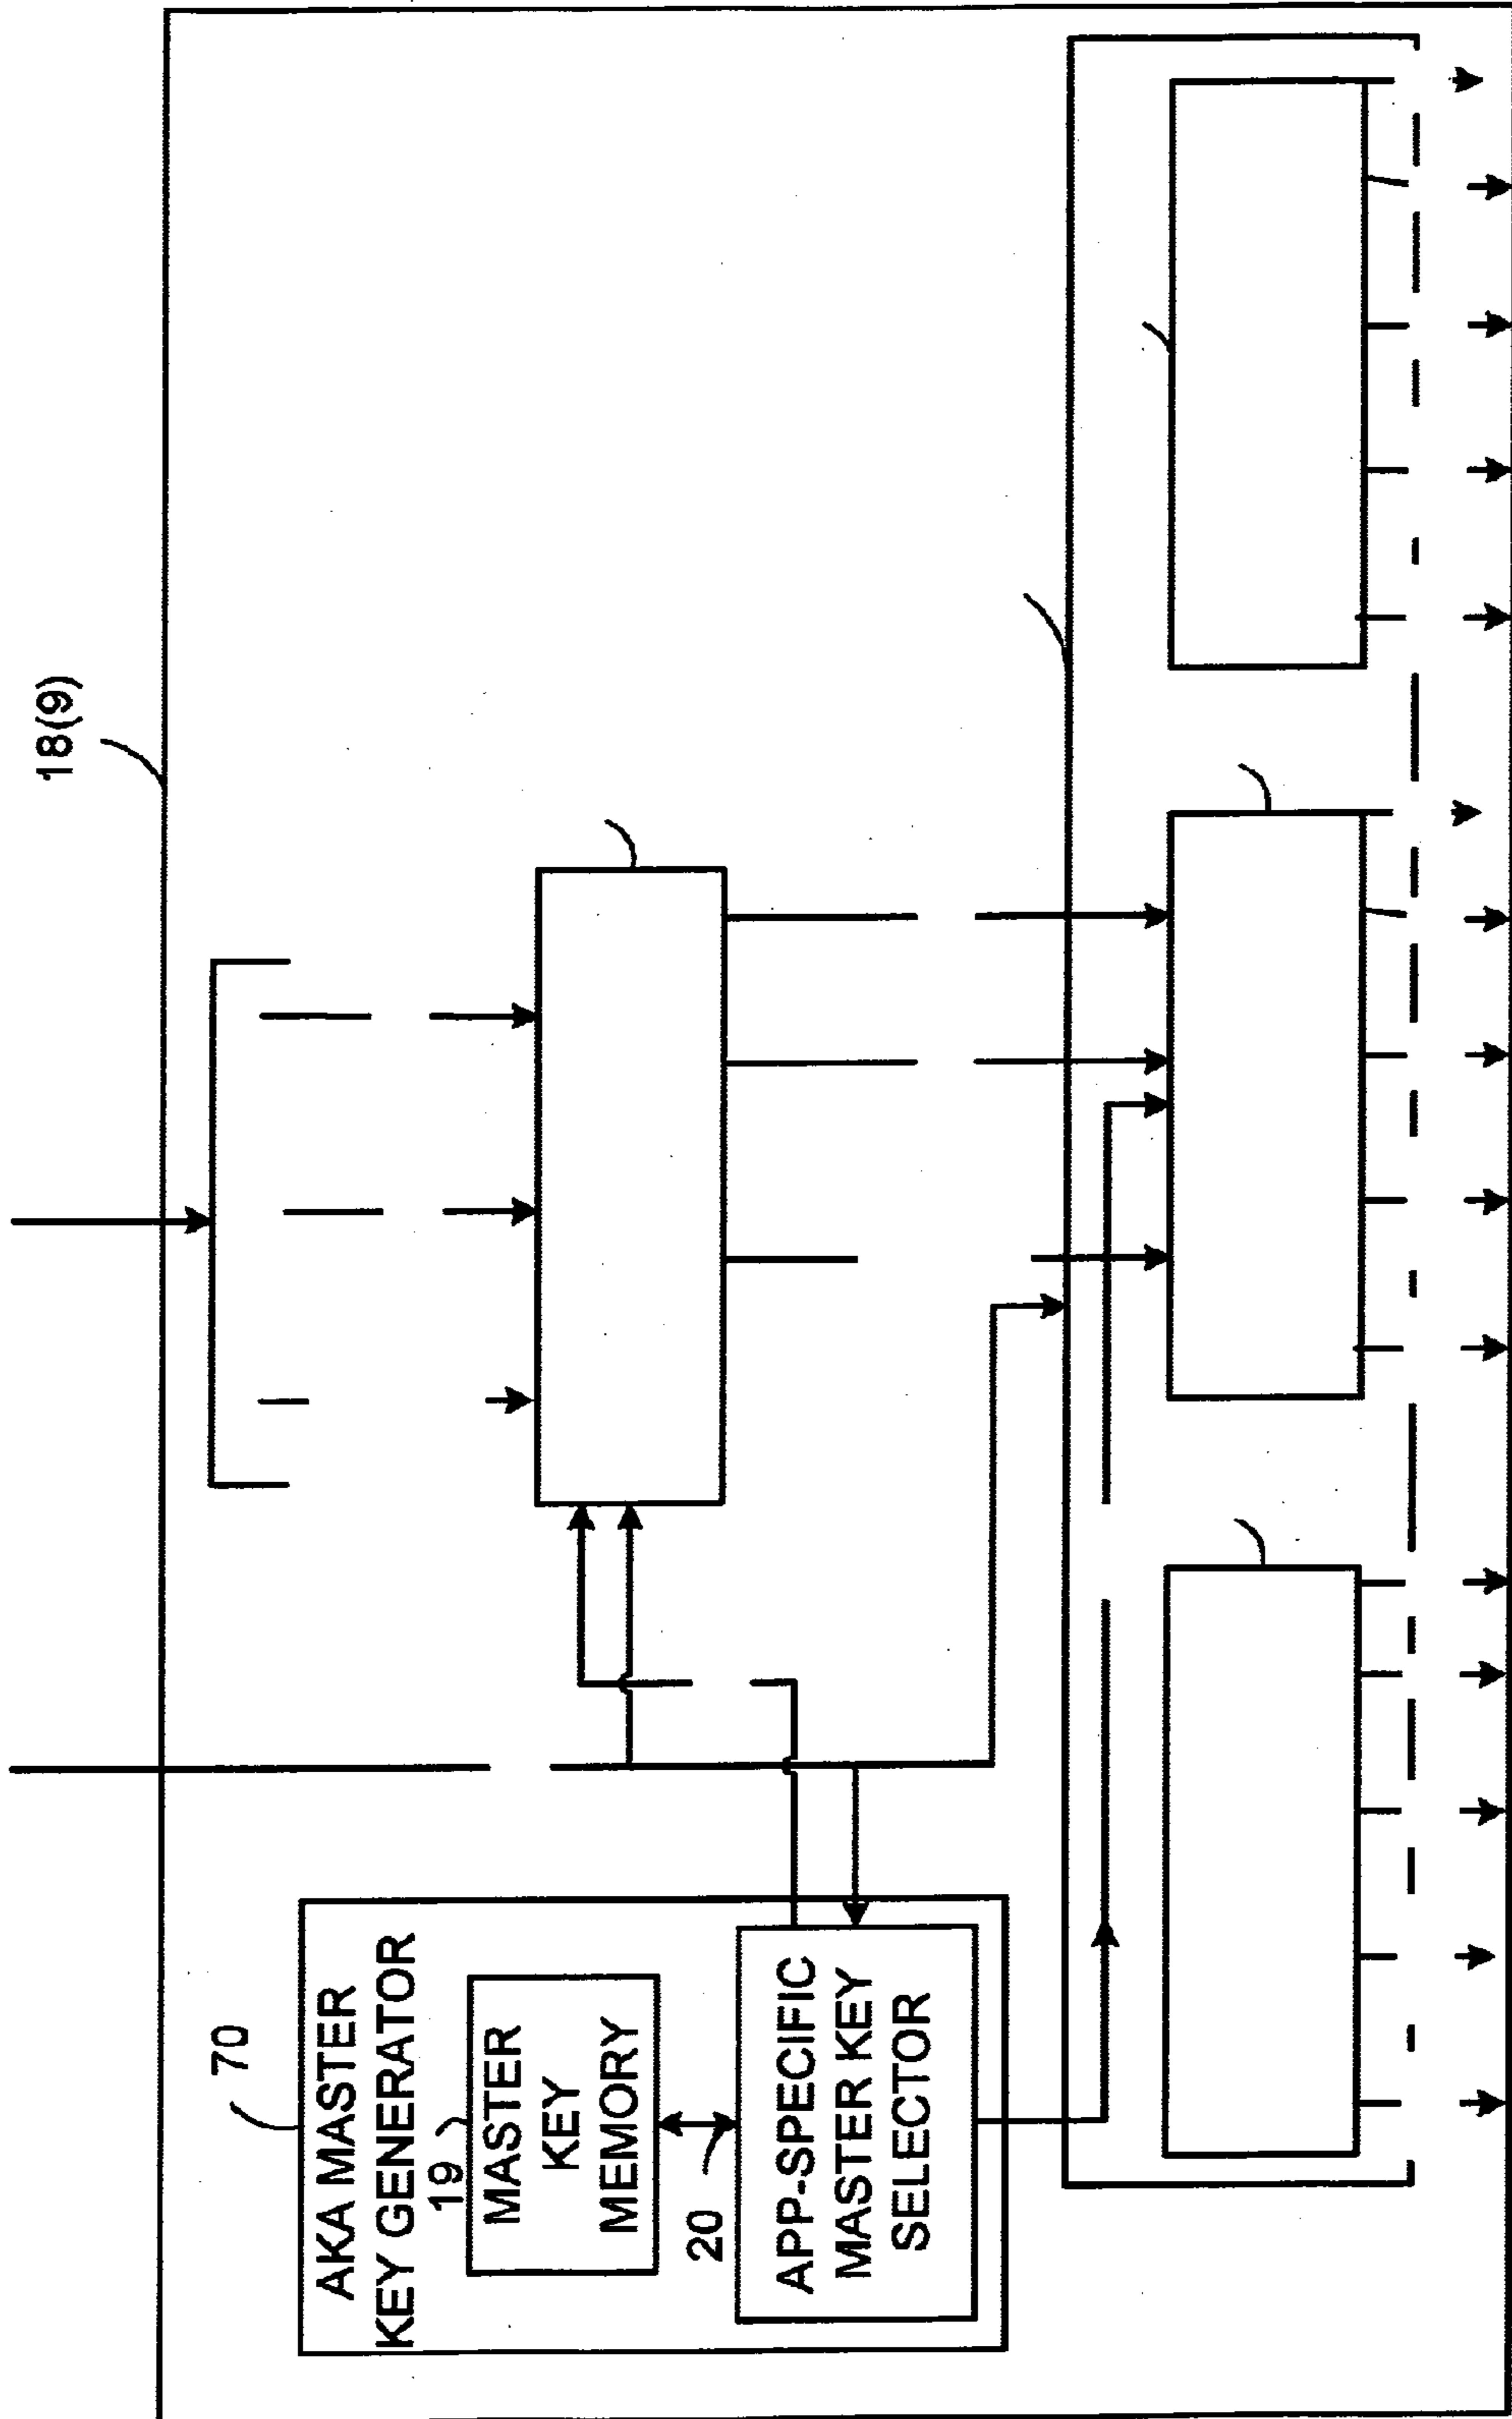 18(9)
70
AKA MASTER
KEY GENERATOR
19
MASTER
KEY
MEMORY
20
APP-SPECIFIC
MASTER KEY
SELECTOR